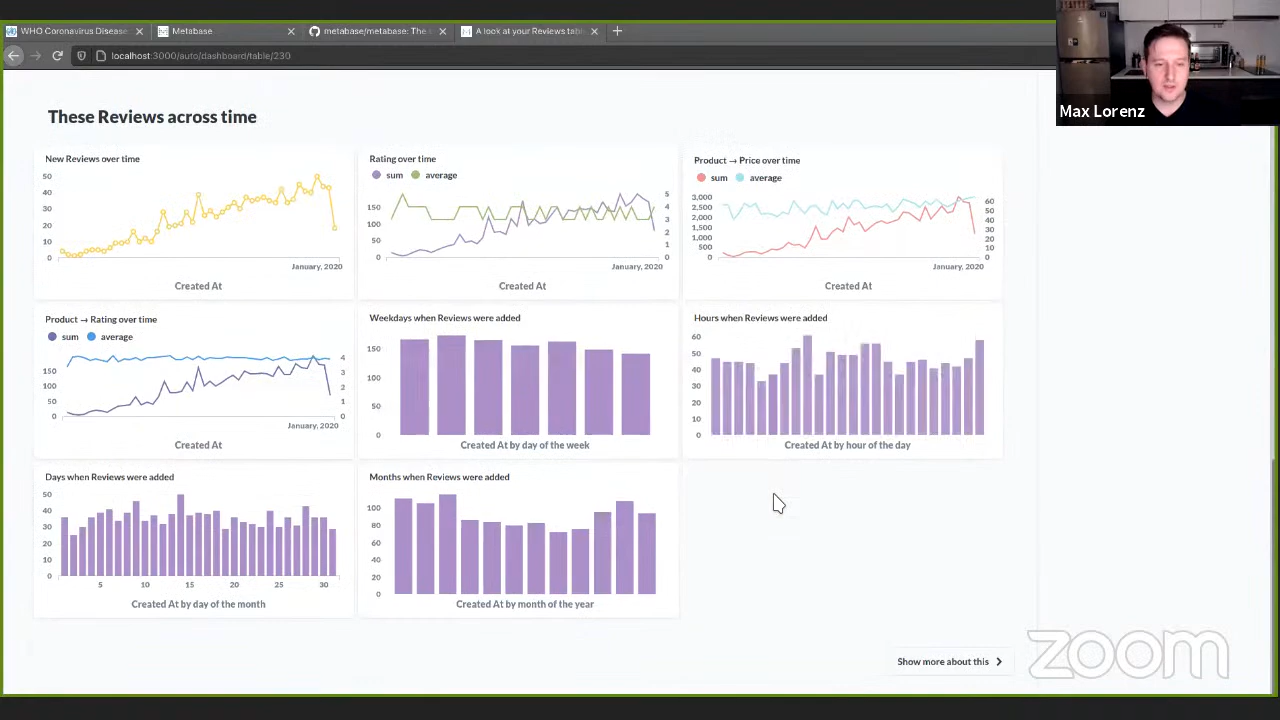 WHO Coronavirus Disease
Metabase
metabase/metabase: The
A look at your Reviews tabl
localhost:3000/auto/dashboard/table/230
Max Lorenz
These Reviews across time
New Reviews over time
50
40
30
20
10
0
January, 2020
Created At
Rating over time
sum average
150
100
50
0
5
4
3
2
1
0
January, 2020
Created At
Product → Price over time
sum average
3,000
2,500
2,000
1,500
1,000
500
0
60
50
40
30
20
10
0
January, 2020
Created At
Product → Rating over time
sum average
150
100
50
0
4
3
2
1
0
January, 2020
Created At
Weekdays when Reviews were added
150
100
50
0
Created At by day of the week
Hours when Reviews were added
60
50
40
30
20
10
0
Created At by hour of the day
Days when Reviews were added
50
40
30
20
10
0
5 10 15 20 25 30
Created At by day of the month
Months when Reviews were added
100
80
60
40
20
0
Created At by month of the year
Show more about this
zoom